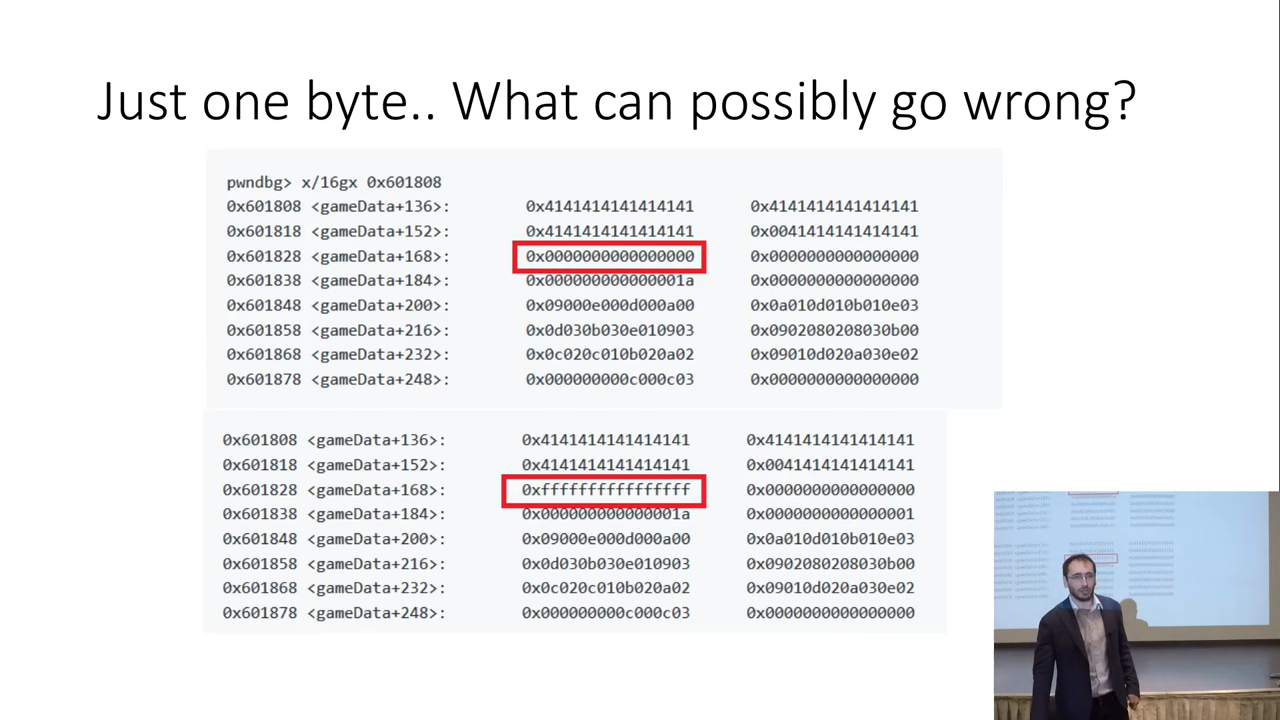 Just one byte.. What can possibly go wrong?
pwndbg> x/16gx 0x601808
0x601808 <gameData+136>: 0x4141414141414141 0x4141414141414141
0x601818 <gameData+152>: 0x4141414141414141 0x0041414141414141
0x601828 <gameData+168>: 0x0000000000000000 0x0000000000000000
0x601838 <gameData+184>: 0x000000000000001a 0x0000000000000000
0x601848 <gameData+200>: 0x09000e000d000a00 0x0a010d010b010e03
0x601858 <gameData+216>: 0x0d030b030e010903 0x0902080208030b00
0x601868 <gameData+232>: 0x0c020c010b020a02 0x09010d020a030e02
0x601878 <gameData+248>: 0x000000000c000c03 0x0000000000000000
0x601808 <gameData+136>: 0x4141414141414141 0x4141414141414141
0x601818 <gameData+152>: 0x4141414141414141 0x0041414141414141
0x601828 <gameData+168>: 0xffffffffffffffff 0x0000000000000000
0x601838 <gameData+184>: 0x000000000000001a 0x0000000000000001
0x601848 <gameData+200>: 0x09000e000d000a00 0x0a010d010b010e03
0x601858 <gameData+216>: 0x0d030b030e010903 0x0902080208030b00
0x601868 <gameData+232>: 0x0c020c010b020a02 0x09010d020a030e02
0x601878 <gameData+248>: 0x000000000c000c03 0x0000000000000000